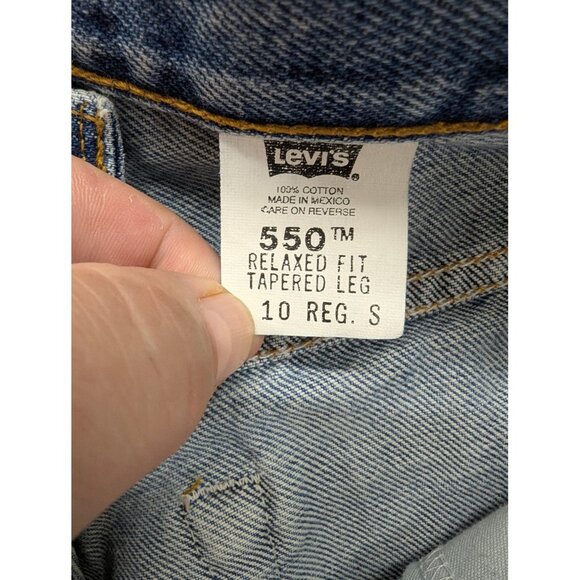 Levi's
®
100% COTTON
MADE IN MEXICO
CARE ON REVERSE
550™
RELAXED FIT
TAPERED LEG
10 REG. S